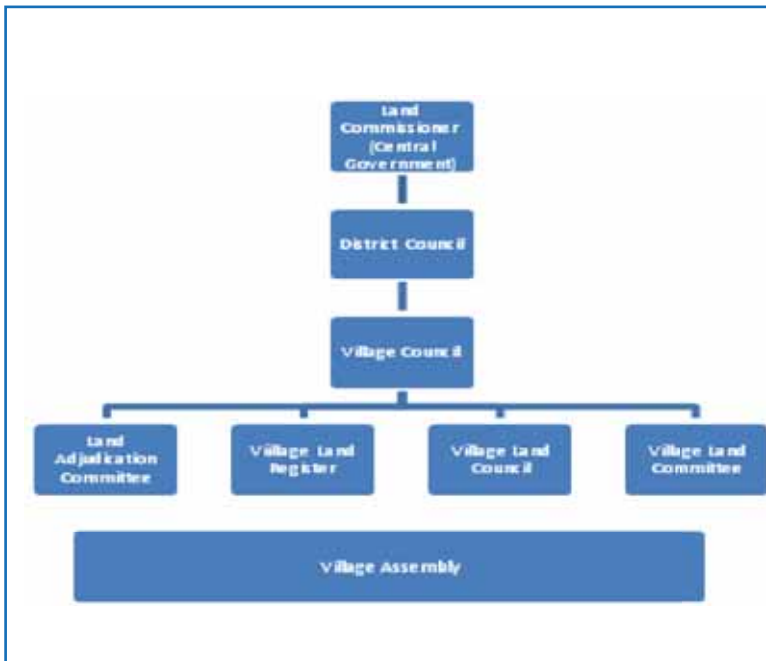 Land
Commissioner
(Central
Government)
District Council
Village Council
Land
Adjudication
Committee
Village Land
Register
Village Land
Council
Village Land
Committee
Village Assembly